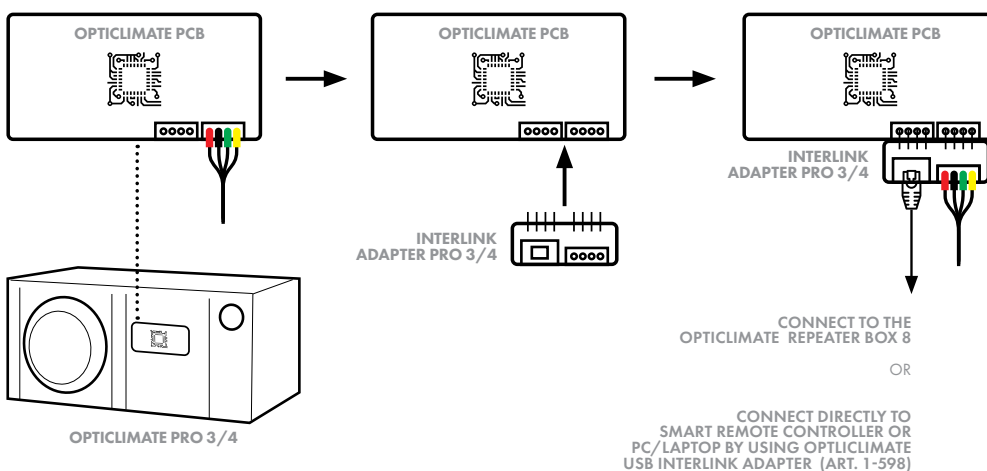 OPTICLIMATE PCB
OPTICLIMATE PCB
OPTICLIMATE PCB
INTERLINK
ADAPTER PRO 3/4
INTERLINK
ADAPTER PRO 3/4
OPTICLIMATE PRO 3/4
CONNECT TO THE
OPTICLIMATE REPEATER BOX 8
OR
CONNECT DIRECTLY TO
SMART REMOTE CONTROLLER OR
PC/LAPTOP BY USING OPTLICLIMATE
USB INTERLINK ADAPTER (ART. 1-598)